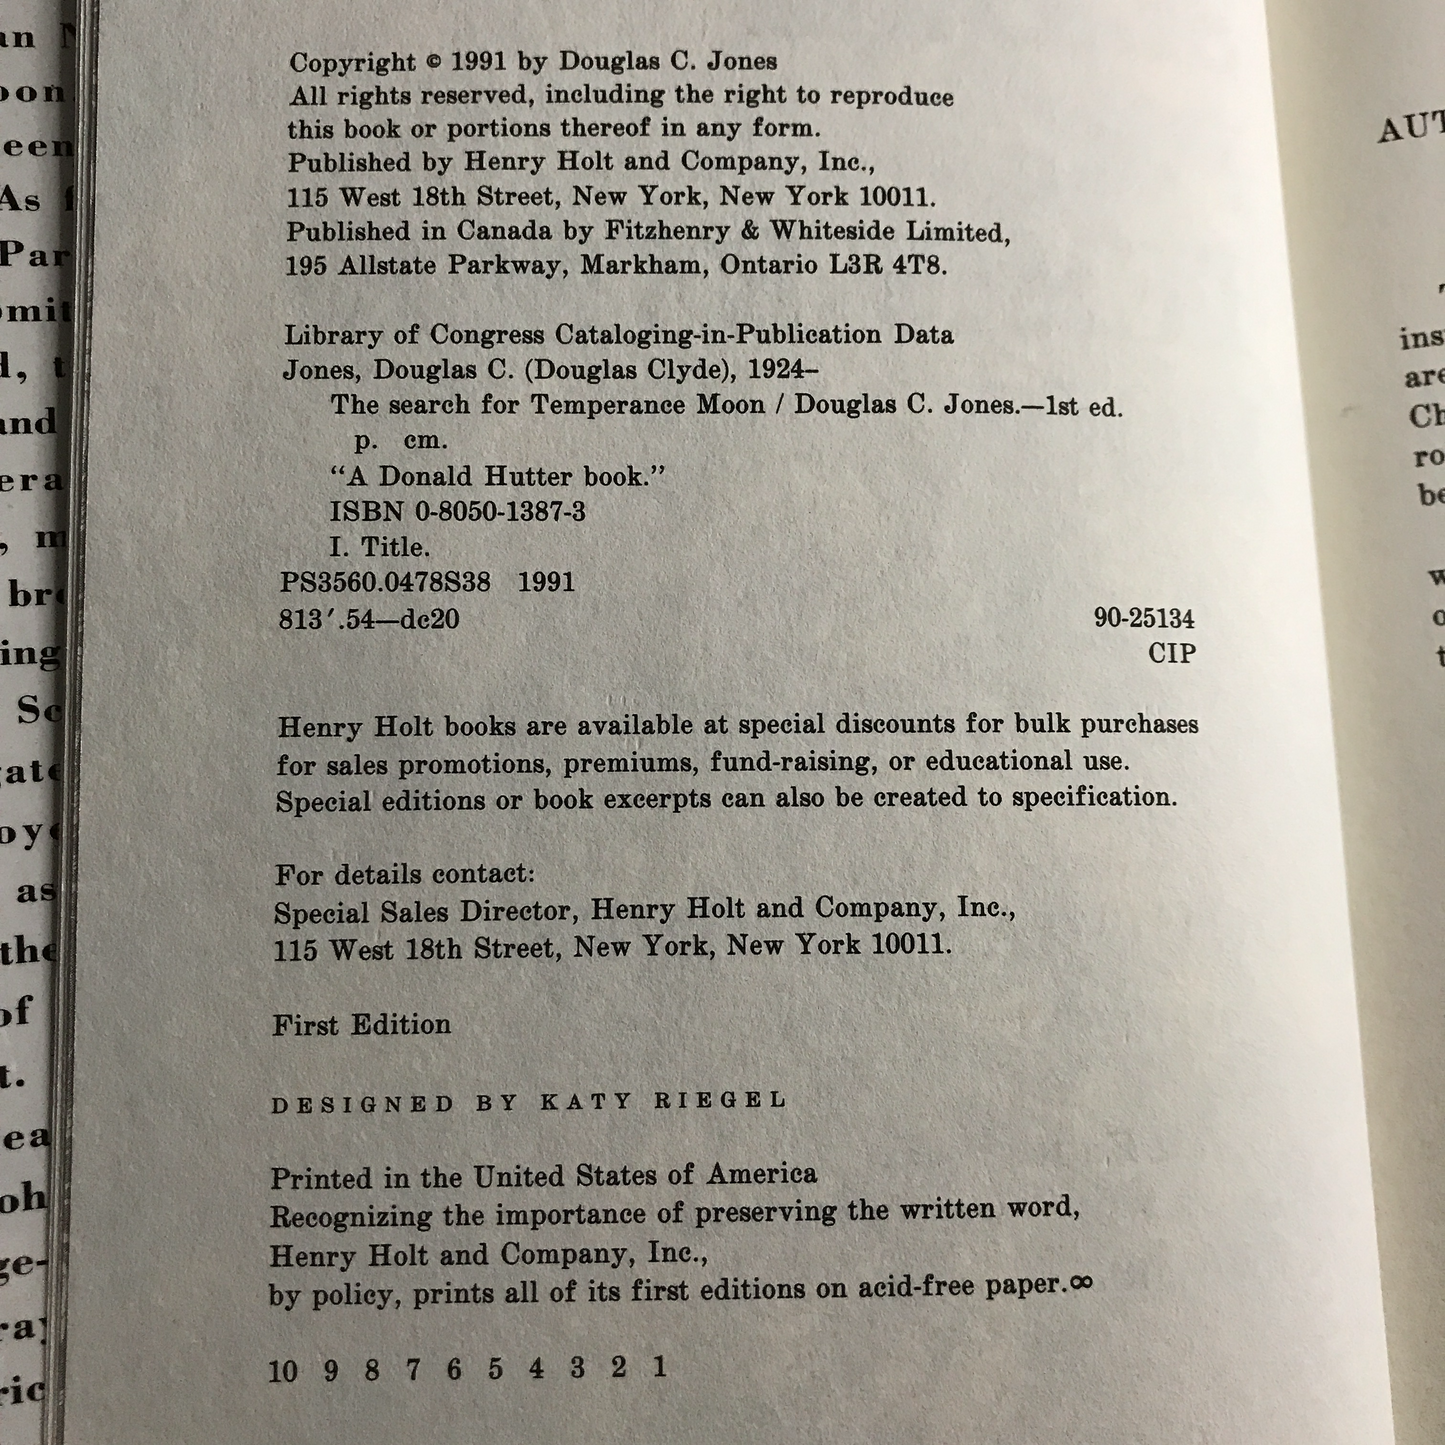 Copyright © 1991 by Douglas C. Jones
All rights reserved, including the right to reproduce
this book or portions thereof in any form.
Published by Henry Holt and Company, Inc.,
115 West 18th Street, New York, New York 10011.
Published in Canada by Fitzhenry & Whiteside Limited,
195 Allstate Parkway, Markham, Ontario L3R 4T8.
Library of Congress Cataloging-in-Publication Data
Jones, Douglas C. (Douglas Clyde), 1924–
The search for Temperance Moon / Douglas C. Jones.—1st ed.
p. cm.
“A Donald Hutter book.”
ISBN 0-8050-1387-3
I. Title.
PS3560.0478S38 1991
813′.54—dc20 90-25134
CIP
Henry Holt books are available at special discounts for bulk purchases
for sales promotions, premiums, fund-raising, or educational use.
Special editions or book excerpts can also be created to specification.
For details contact:
Special Sales Director, Henry Holt and Company, Inc.,
115 West 18th Street, New York, New York 10011.
First Edition
DESIGNED BY KATY RIEGEL
Printed in the United States of America
Recognizing the importance of preserving the written word,
Henry Holt and Company, Inc.,
by policy, prints all of its first editions on acid-free paper.∞
10 9 8 7 6 5 4 3 2 1